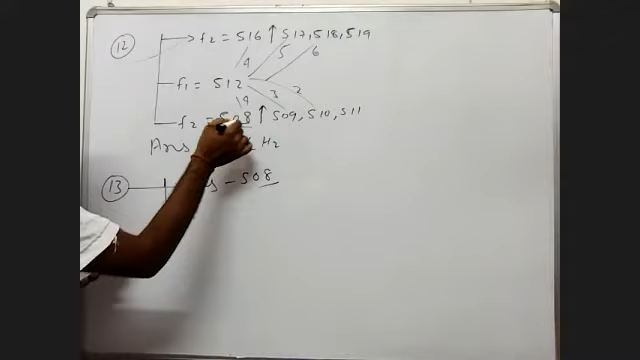 12 → f2 = 516 ↑ 517, 518, 519
4 5 6
f1 = 512
4 3 2
f2 = 508 ↑ 509, 510, 511
Ans Hz
13 - 508